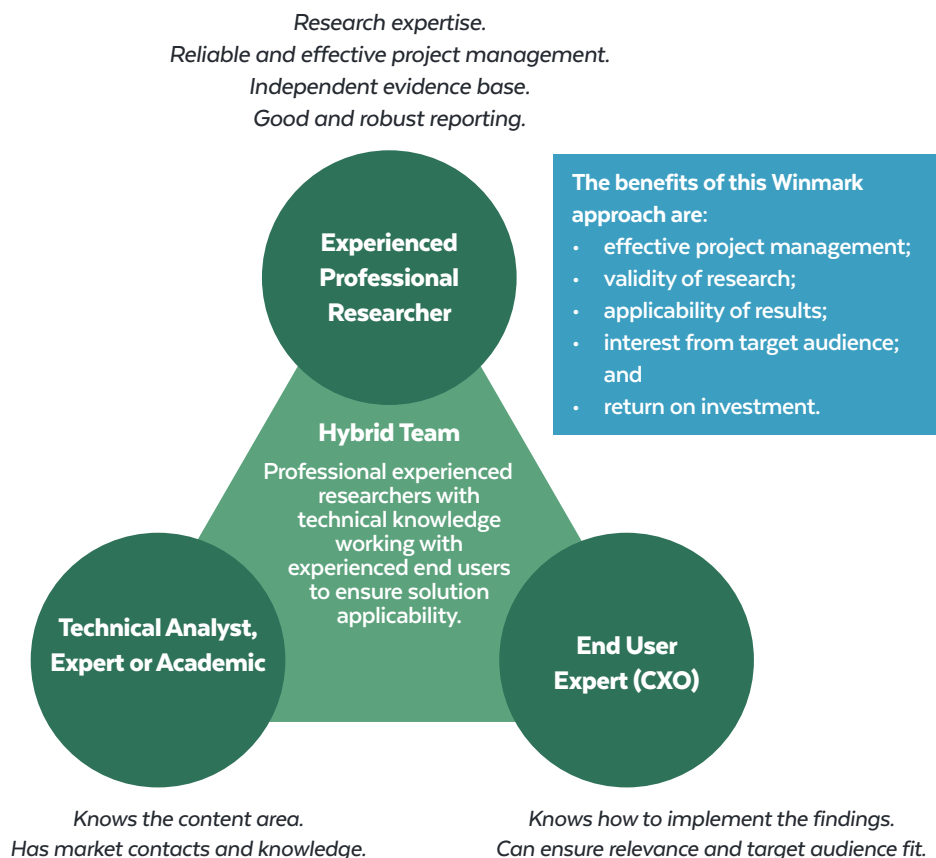 Research expertise.
Reliable and effective project management.
Independent evidence base.
Good and robust reporting.
Experienced
Professional
Researcher
The benefits of this Winmark
approach are:
• effective project management;
• validity of research;
• applicability of results;
• interest from target audience;
and
• return on investment.
Hybrid Team
Professional experienced
researchers with
technical knowledge
working with
experienced end users
to ensure solution
applicability.
Technical Analyst,
Expert or Academic
End User
Expert (CXO)
Knows the content area.
Has market contacts and knowledge.
Knows how to implement the findings.
Can ensure relevance and target audience fit.